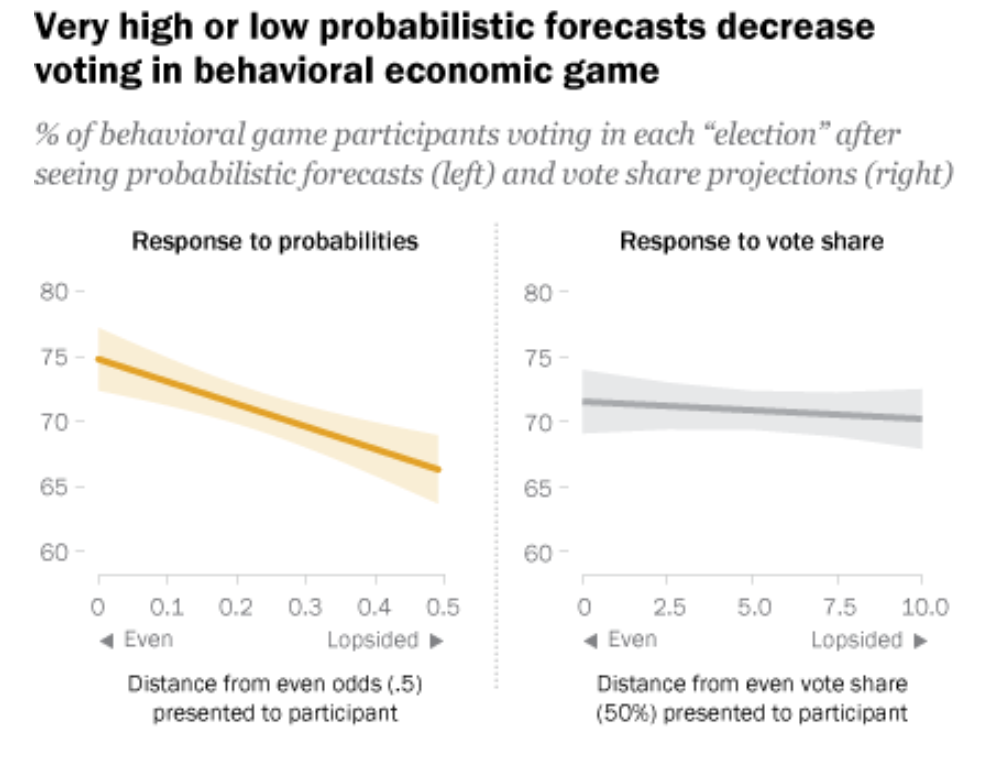 Very high or low probabilistic forecasts decrease
voting in behavioral economic game
% of behavioral game participants voting in each “election” after
seeing probabilistic forecasts (left) and vote share projections (right)
Response to probabilities
80
75
70
65
60
0 0.1 0.2 0.3 0.4 0.5
◀ Even Lopsided ▶
Distance from even odds (.5)
presented to participant
Response to vote share
80
75
70
65
60
0 2.5 5.0 7.5 10.0
◀ Even Lopsided ▶
Distance from even vote share
(50%) presented to participant